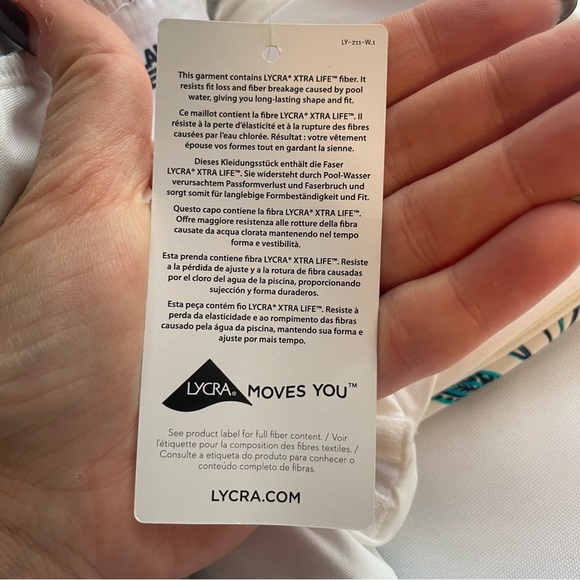 LY-211-W.1
This garment contains LYCRA® XTRA LIFE™ fiber. It
resists fit loss and fiber breakage caused by pool
water, giving you long-lasting shape and fit.
Ce maillot contient la fibre LYCRA® XTRA LIFE™. Il
résiste à la perte d'élasticité et à la rupture des fibres
causées par l'eau chlorée. Résultat : votre vêtement
épouse vos formes tout en gardant la sienne.
Dieses Kleidungsstück enthält die Faser
LYCRA® XTRA LIFE™. Sie widersteht durch Pool-Wasser
verursachtem Passformverlust und Faserbruch und
sorgt somit für langlebige Formbeständigkeit und Fit.
Questo capo contiene la fibra LYCRA® XTRA LIFE™.
Offre maggiore resistenza alle rotture della fibra
causate da acqua clorata mantenendo nel tempo
forma e vestibilità.
Esta prenda contiene fibra LYCRA® XTRA LIFE™. Resiste
a la pérdida de ajuste y a la rotura de fibra causadas
por el cloro del agua de la piscina, proporcionando
sujección y forma duraderos.
Esta peça contém fio LYCRA® XTRA LIFE™. Resiste à
perda da elasticidade e ao rompimento das fibras
causado pela água da piscina, mantendo sua forma e
ajuste por mais tempo.
LYCRA® MOVES YOU™
See product label for full fiber content. / Voir
l'étiquette pour la composition des fibres textiles. /
Consulte a etiqueta do produto para conhecer o
conteúdo completo de fibras.
LYCRA.COM